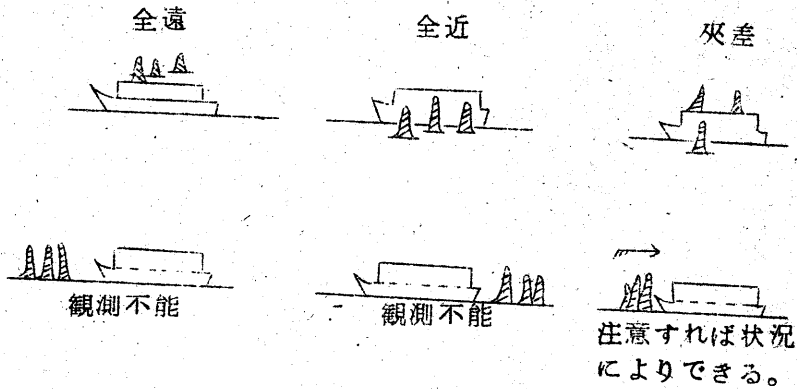 全遠
全近
夾差
観測不能
観測不能
注意すれば状況
によりできる。